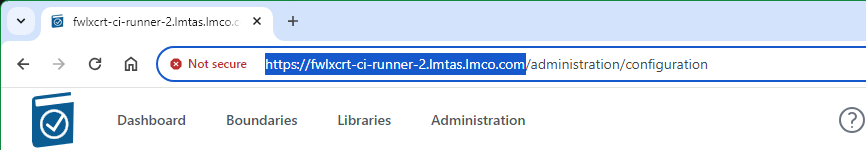 fwlxcrt-ci-runner-2.lmtas.lmco.c
Not secure https://fwlxcrt-ci-runner-2.lmtas.lmco.com/administration/configuration
Dashboard Boundaries Libraries Administration ?